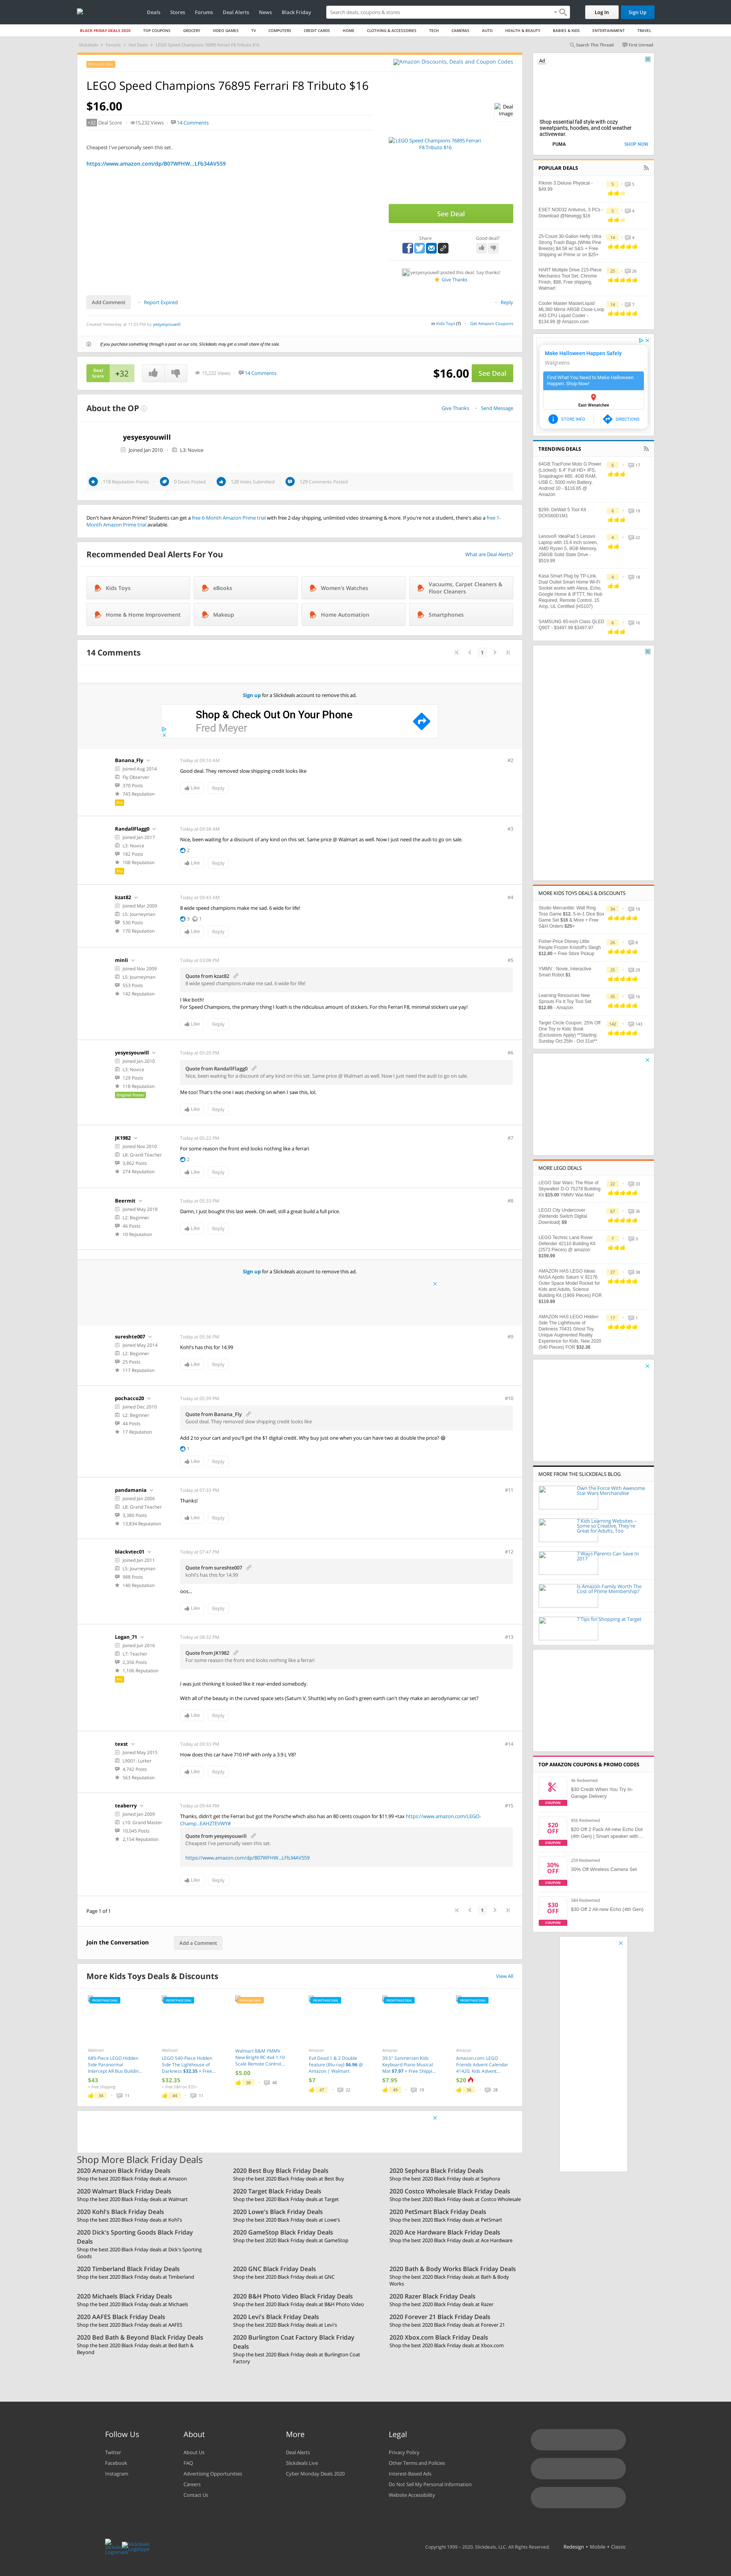 Deals Stores Forums Deal Alerts News Black Friday
Search deals, coupons & stores
Log In Sign Up
BLACK FRIDAY DEALS 2020 TOP COUPONS GROCERY VIDEO GAMES TV COMPUTERS CREDIT CARDS HOME CLOTHING & ACCESSORIES TECH CAMERAS AUTO HEALTH & BEAUTY BABIES & KIDS ENTERTAINMENT TRAVEL
Slickdeals > Forums > Hot Deals > LEGO Speed Champions 76895 Ferrari F8 Tributo $16
Search This Thread First Unread
Amazon Discounts, Deals and Coupon Codes
LEGO Speed Champions 76895 Ferrari F8 Tributo $16
$16.00
+32 Deal Score 15,232 Views 14 Comments
Deal Image
Cheapest I've personally seen this set.
https://www.amazon.com/dp/B07WFHW...LFb34AVS59
LEGO Speed Champions 76895 Ferrari F8 Tributo $16
See Deal
Share Good deal?
yesyesyouwill posted this deal. Say thanks!
Give Thanks
Add Comment Report Expired Reply
Created Yesterday at 11:25 PM by yesyesyouwill
in Kids Toys (7) Get Amazon Coupons
If you purchase something through a post on our site, Slickdeals may get a small share of the sale.
Deal Score +32 15,232 Views 14 Comments $16.00 See Deal
About the OP Give Thanks Send Message
yesyesyouwill
Joined Jan 2010 L3: Novice
118 Reputation Points 0 Deals Posted 128 Votes Submitted 129 Comments Posted
Don't have Amazon Prime? Students can get a free 6-Month Amazon Prime trial with free 2-day shipping, unlimited video streaming & more. If you're not a student, there's also a free 1-Month Amazon Prime trial available.
Recommended Deal Alerts For You What are Deal Alerts?
Kids Toys eBooks Women's Watches Vacuums, Carpet Cleaners & Floor Cleaners
Home & Home Improvement Makeup Home Automation Smartphones
14 Comments 1
Sign up for a Slickdeals account to remove this ad.
Shop & Check Out On Your Phone
Fred Meyer
Banana_Fly Today at 09:10 AM #2
Joined Aug 2014
Fly Observer
370 Posts
743 Reputation
Good deal. They removed slow shipping credit looks like
Like Reply
RandallFlagg0 Today at 09:38 AM #3
Joined Jan 2017
L3: Novice
182 Posts
108 Reputation
Nice, been waiting for a discount of any kind on this set. Same price @ Walmart as well. Now I just need the audi to go on sale.
2
Like Reply
kzat82 Today at 09:43 AM #4
Joined Mar 2009
L5: Journeyman
530 Posts
170 Reputation
8 wide speed champions make me sad. 6 wide for life!
3 1
Like Reply
minli Today at 03:08 PM #5
Joined Nov 2009
L5: Journeyman
553 Posts
142 Reputation
Quote from kzat82
8 wide speed champions make me sad. 6 wide for life!
I like both!
For Speed Champions, the primary thing I loath is the ridiculous amount of stickers. For this Ferrari F8, minimal stickers use yay!
Like Reply
yesyesyouwill Today at 05:20 PM #6
Joined Jan 2010
L3: Novice
129 Posts
118 Reputation
Original Poster
Quote from RandallFlagg0
Nice, been waiting for a discount of any kind on this set. Same price @ Walmart as well. Now I just need the audi to go on sale.
Me too! That's the one I was checking on when I saw this, lol.
Like Reply
JK1982 Today at 05:22 PM #7
Joined Nov 2010
L8: Grand Teacher
3,862 Posts
274 Reputation
For some reason the front end looks nothing like a ferrari
2
Like Reply
Beermit Today at 05:33 PM #8
Joined May 2018
L2: Beginner
46 Posts
10 Reputation
Damn, I just bought this last week. Oh well, still a great build a full price.
Like Reply
Sign up for a Slickdeals account to remove this ad.
sureshte007 Today at 05:36 PM #9
Joined May 2014
L2: Beginner
25 Posts
117 Reputation
Kohl's has this for 14.99
Like Reply
pochacco20 Today at 05:39 PM #10
Joined Dec 2010
L2: Beginner
44 Posts
17 Reputation
Quote from Banana_Fly
Good deal. They removed slow shipping credit looks like
Add 2 to your cart and you'll get the $1 digital credit. Why buy just one when you can have two at double the price? 😆
1
Like Reply
pandamania Today at 07:33 PM #11
Joined Jan 2006
L8: Grand Teacher
3,380 Posts
13,834 Reputation
Thanks!
Like Reply
blackvtec01 Today at 07:47 PM #12
Joined Jan 2011
L5: Journeyman
988 Posts
140 Reputation
Quote from sureshte007
kohl's has this for 14.99
oos...
Like Reply
Logan_71 Today at 08:32 PM #13
Joined Jun 2016
L7: Teacher
2,356 Posts
1,106 Reputation
Quote from JK1982
For some reason the front end looks nothing like a ferrari
I was just thinking it looked kind of rear-ended somebody.
With all of the beauty in the curved space sets (Saturn V, Shuttle) why on God's green earth can't they make an aerodynamic car set?
Like Reply
texst Today at 09:33 PM #14
Joined May 2015
L9001: Lurker
4,742 Posts
563 Reputation
How does this car have 710 HP with only a 3.9 L V8?
Like Reply
teaberry Today at 09:44 PM #15
Joined Jan 2009
L10: Grand Master
10,045 Posts
2,154 Reputation
Thanks, didn't get the Ferrari but got the Porsche which also has an 80 cents coupon for $11.99 +tax https://www.amazon.com/LEGO-Champ...EAHZTEVWY#
Quote from yesyesyouwill
Cheapest I've personally seen this set.
https://www.amazon.com/dp/B07WFHW...LFb34AVS59
Like Reply
Page 1 of 1 1
Join the Conversation Add a Comment
More Kids Toys Deals & Discounts View All
689-Piece LEGO Hidden Side Paranormal Intercept AR Bus Buildin...
$43
+ Free Shipping
LEGO 540-Piece Hidden Side The Lighthouse of Darkness $32.35 + Free...
$32.35
Walmart B&M YMMV New Bright RC 4x4 1:10 Scale Remote Control...
$5.00
Evil Dead 1 & 2 Double Feature (Blu-ray) $6.96 @ Amazon | Walmart
$7
39.5" Sammersen Kids Keyboard Piano Musical Mat $7.97 + Free Shippi...
$7.95
Amazon.com: LEGO Friends Advent Calendar 41420, Kids Advent...
$20
Shop More Black Friday Deals
2020 Amazon Black Friday Deals
Shop the best 2020 Black Friday deals at Amazon
2020 Best Buy Black Friday Deals
Shop the best 2020 Black Friday deals at Best Buy
2020 Sephora Black Friday Deals
Shop the best 2020 Black Friday deals at Sephora
2020 Walmart Black Friday Deals
Shop the best 2020 Black Friday deals at Walmart
2020 Target Black Friday Deals
Shop the best 2020 Black Friday deals at Target
2020 Costco Wholesale Black Friday Deals
Shop the best 2020 Black Friday deals at Costco Wholesale
2020 Kohl's Black Friday Deals
Shop the best 2020 Black Friday deals at Kohl's
2020 Lowe's Black Friday Deals
Shop the best 2020 Black Friday deals at Lowe's
2020 PetSmart Black Friday Deals
Shop the best 2020 Black Friday deals at PetSmart
2020 Dick's Sporting Goods Black Friday Deals
Shop the best 2020 Black Friday deals at Dick's Sporting Goods
2020 GameStop Black Friday Deals
Shop the best 2020 Black Friday deals at GameStop
2020 Ace Hardware Black Friday Deals
Shop the best 2020 Black Friday deals at Ace Hardware
2020 Timberland Black Friday Deals
Shop the best 2020 Black Friday deals at Timberland
2020 GNC Black Friday Deals
Shop the best 2020 Black Friday deals at GNC
2020 Bath & Body Works Black Friday Deals
Shop the best 2020 Black Friday deals at Bath & Body Works
2020 Michaels Black Friday Deals
Shop the best 2020 Black Friday deals at Michaels
2020 B&H Photo Video Black Friday Deals
Shop the best 2020 Black Friday deals at B&H Photo Video
2020 Razer Black Friday Deals
Shop the best 2020 Black Friday deals at Razer
2020 AAFES Black Friday Deals
Shop the best 2020 Black Friday deals at AAFES
2020 Levi's Black Friday Deals
Shop the best 2020 Black Friday deals at Levi's
2020 Forever 21 Black Friday Deals
Shop the best 2020 Black Friday deals at Forever 21
2020 Bed Bath & Beyond Black Friday Deals
Shop the best 2020 Black Friday deals at Bed Bath & Beyond
2020 Burlington Coat Factory Black Friday Deals
Shop the best 2020 Black Friday deals at Burlington Coat Factory
2020 Xbox.com Black Friday Deals
Shop the best 2020 Black Friday deals at Xbox.com
Ad
Shop essential fall style with cozy sweatpants, hoodies, and cold weather activewear.
PUMA SHOP NOW
POPULAR DEALS
Pikmin 3 Deluxe Physical - $49.99
ESET NOD32 Antivirus, 3 PCs - Download @Newegg $16
25-Count 30-Gallon Hefty Ultra Strong Trash Bags (White Pine Breeze) $4.58 w/ S&S + Free Shipping w/ Prime or on $25+
HART Multiple Drive 215-Piece Mechanics Tool Set, Chrome Finish, $98, Free shipping, Walmart
Cooler Master MasterLiquid ML360 Mirror ARGB Close-Loop AIO CPU Liquid Cooler - $134.99 @ Amazon.com
Make Halloween Happen Safely
Walgreens
Find What You Need to Make Halloween Happen. Shop Now!
East Wenatchee
STORE INFO DIRECTIONS
TRENDING DEALS
64GB TracFone Moto G Power (Locked): 6.4" Full HD+ IPS, Snapdragon 665, 4GB RAM, USB C, 5000 mAh Battery, Android 10 - $116.65 @ Amazon
$299, DeWalt 5 Tool Kit DCK560D1M1
Lenovo® IdeaPad 5 Lenovo Laptop with 15.6 inch screen, AMD Ryzen 5, 8GB Memory, 256GB Solid State Drive - $519.99
Kasa Smart Plug by TP-Link, Dual Outlet Smart Home Wi-Fi Socket works with Alexa, Echo, Google Home & IFTTT, No Hub Required, Remote Control, 15 Amp, UL Certified (HS107)
SAMSUNG 85-inch Class QLED Q90T - $3497.99 $3497.97
MORE KIDS TOYS DEALS & DISCOUNTS
Studio Mercantile: Wall Ring Toss Game $12, 5-in-1 Dice Box Game Set $16 & More + Free S&H Orders $25+
Fisher-Price Disney Little People Frozen Kristoff's Sleigh $12.80 + Free Store Pickup
YMMV : Novie, Interactive Smart Robot $1
Learning Resources New Sprouts Fix It Toy Tool Set $12.95 - Amazon
Target Circle Coupon: 25% Off One Toy or Kids' Book (Exclusions Apply) **Starting Sunday Oct 25th - Oct 31st**
MORE LEGO DEALS
LEGO Star Wars: The Rise of Skywalker D-O 75278 Building Kit $15.00 YMMV Wal-Mart
LEGO City Undercover (Nintendo Switch Digital Download) $9
LEGO Technic Land Rover Defender 42110 Building Kit (2573 Pieces) @ amazon $159.99
AMAZON HAS LEGO Ideas NASA Apollo Saturn V 92176 Outer Space Model Rocket for Kids and Adults, Science Building Kit (1969 Pieces) FOR $119.99
AMAZON HAS LEGO Hidden Side The Lighthouse of Darkness 70431 Ghost Toy, Unique Augmented Reality Experience for Kids, New 2020 (540 Pieces) FOR $32.36
MORE FROM THE SLICKDEALS BLOG
Own the Force With Awesome Star Wars Merchandise
7 Kids Learning Websites – Some so Creative, They're Great for Adults, Too
7 Ways Parents Can Save In 2017
Is Amazon Family Worth The Cost of Prime Membership?
7 Tips for Shopping at Target
TOP AMAZON COUPONS & PROMO CODES
COUPON
$30 Credit When You Try In-Garage Delivery
$20 OFF COUPON
856 Redeemed
$20 Off 2 Pack All-new Echo Dot (4th Gen) | Smart speaker with...
30% OFF COUPON
259 Redeemed
30% Off Wireless Camera Set
$30 OFF COUPON
584 Redeemed
$30 Off 2 All-new Echo (4th Gen)
Follow Us
Twitter
Facebook
Instagram
About
About Us
FAQ
Advertising Opportunities
Careers
Contact Us
More
Deal Alerts
Slickdeals Live
Cyber Monday Deals 2020
Legal
Privacy Policy
Other Terms and Policies
Interest-Based Ads
Do Not Sell My Personal Information
Website Accessibility
Copyright 1999 – 2020. Slickdeals, LLC. All Rights Reserved. Redesign • Mobile • Classic